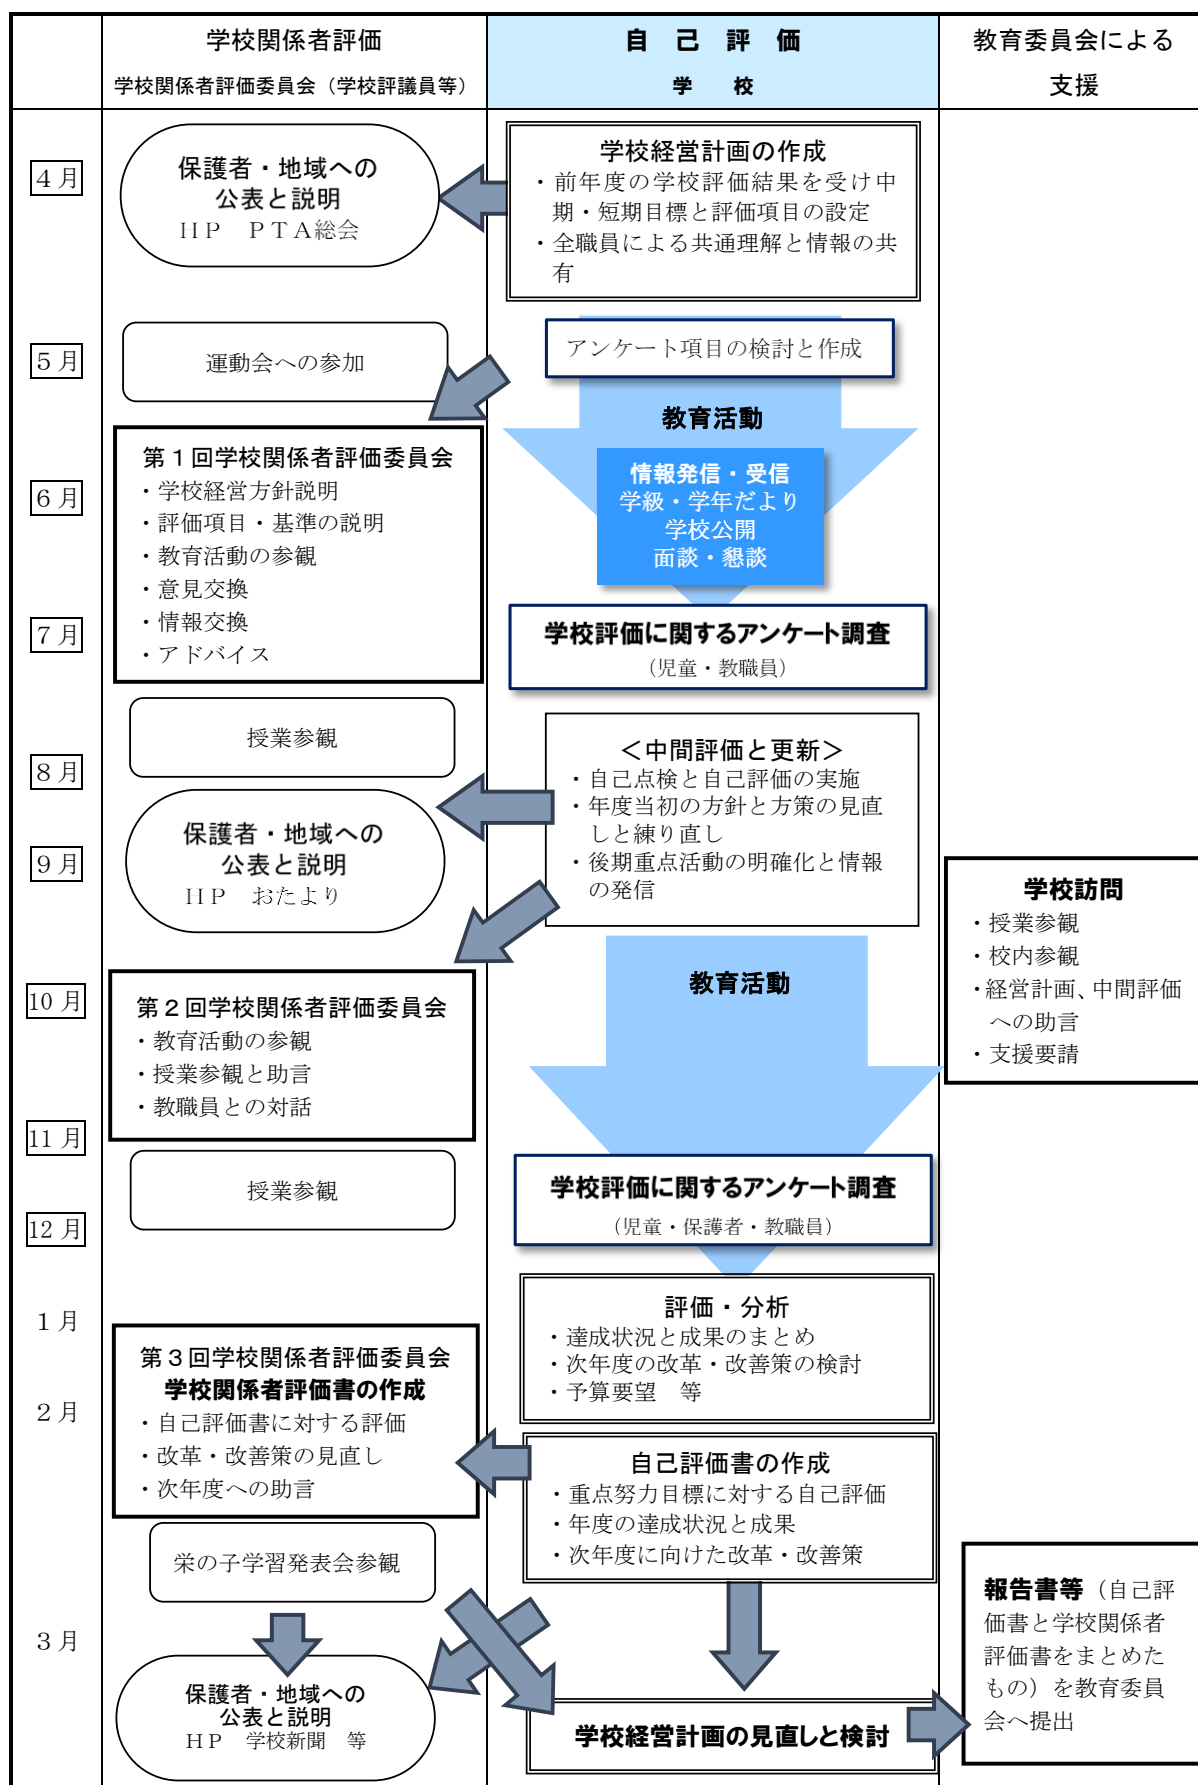 学校関係者評価
学校関係者評価委員会（学校評議員等）
自　己　評　価
学　　校
教育委員会による
支援
４月
保護者・地域への
公表と説明
ＨＰ　ＰＴＡ総会
学校経営計画の作成
・前年度の学校評価結果を受け中
期・短期目標と評価項目の設定
・全職員による共通理解と情報の共
有
５月
運動会への参加
アンケート項目の検討と作成
教育活動
情報発信・受信
学級・学年だより
学校公開
面談・懇談
６月
第１回学校関係者評価委員会
・学校経営方針説明
・評価項目・基準の説明
・教育活動の参観
・意見交換
・情報交換
・アドバイス
７月
学校評価に関するアンケート調査
（児童・教職員）
授業参観
８月
＜中間評価と更新＞
・自己点検と自己評価の実施
・年度当初の方針と方策の見直
しと練り直し
・後期重点活動の明確化と情報
の発信
９月
保護者・地域への
公表と説明
ＨＰ　おたより
学校訪問
・授業参観
・校内参観
・経営計画、中間評価
への助言
・支援要請
教育活動
10月
第２回学校関係者評価委員会
・教育活動の参観
・授業参観と助言
・教職員との対話
11月
授業参観
学校評価に関するアンケート調査
（児童・保護者・教職員）
12月
評価・分析
・達成状況と成果のまとめ
・次年度の改革・改善策の検討
・予算要望　等
１月
第３回学校関係者評価委員会
学校関係者評価書の作成
・自己評価書に対する評価
・改革・改善策の見直し
・次年度への助言
２月
自己評価書の作成
・重点努力目標に対する自己評価
・年度の達成状況と成果
・次年度に向けた改革・改善策
栄の子学習発表会参観
３月
保護者・地域への
公表と説明
ＨＰ　学校新聞　等
学校経営計画の見直しと検討
報告書等（自己評
価書と学校関係者
評価書をまとめた
もの）を教育委員
会へ提出